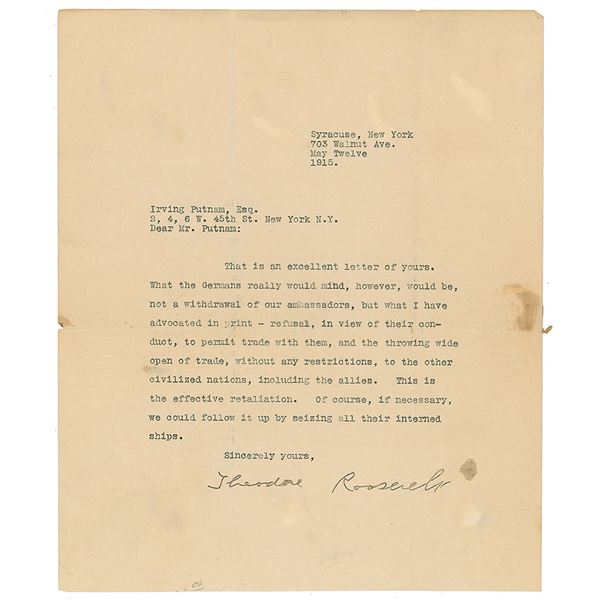 Syracuse, New York
703 Walnut Ave.
May Twelve
1915.
Irving Putnam, Esq.
2, 4, 6 W. 45th St. New York N.Y.
Dear Mr. Putnam:
That is an excellent letter of yours.
What the Germans really would mind, however, would be,
not a withdrawal of our ambassadors, but what I have
advocated in print - refusal, in view of their con-
duct, to permit trade with them, and the throwing wide
open of trade, without any restrictions, to the other
civilized nations, including the allies. This is
the effective retaliation. Of course, if necessary,
we could follow it up by seizing all their interned
ships.
Sincerely yours,
Theodore Roosevelt